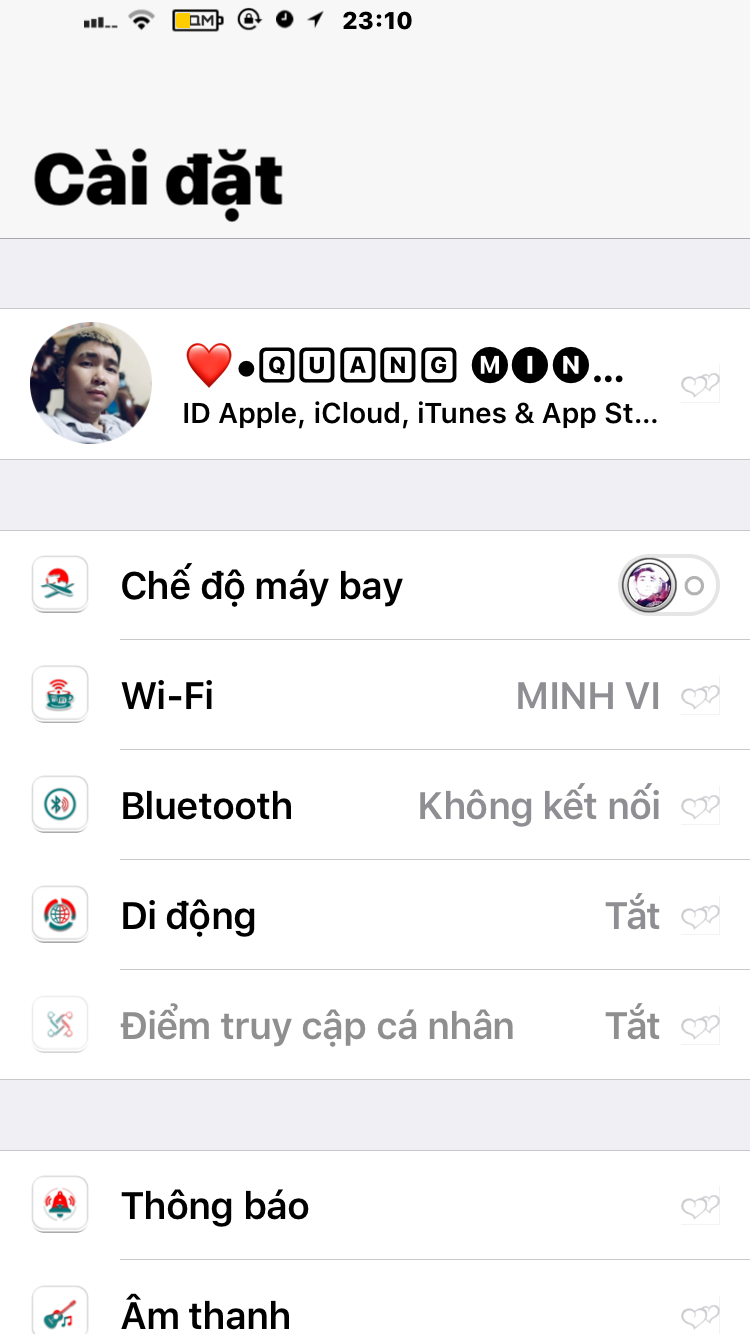 23:10
Cài đặt
❤️●🅀🅄🄰🄽🄶 🅜🅘🅝...
ID Apple, iCloud, iTunes & App St...
Chế độ máy bay
Wi-Fi MINH VI
Bluetooth Không kết nối
Di động Tắt
Điểm truy cập cá nhân Tắt
Thông báo
Âm thanh